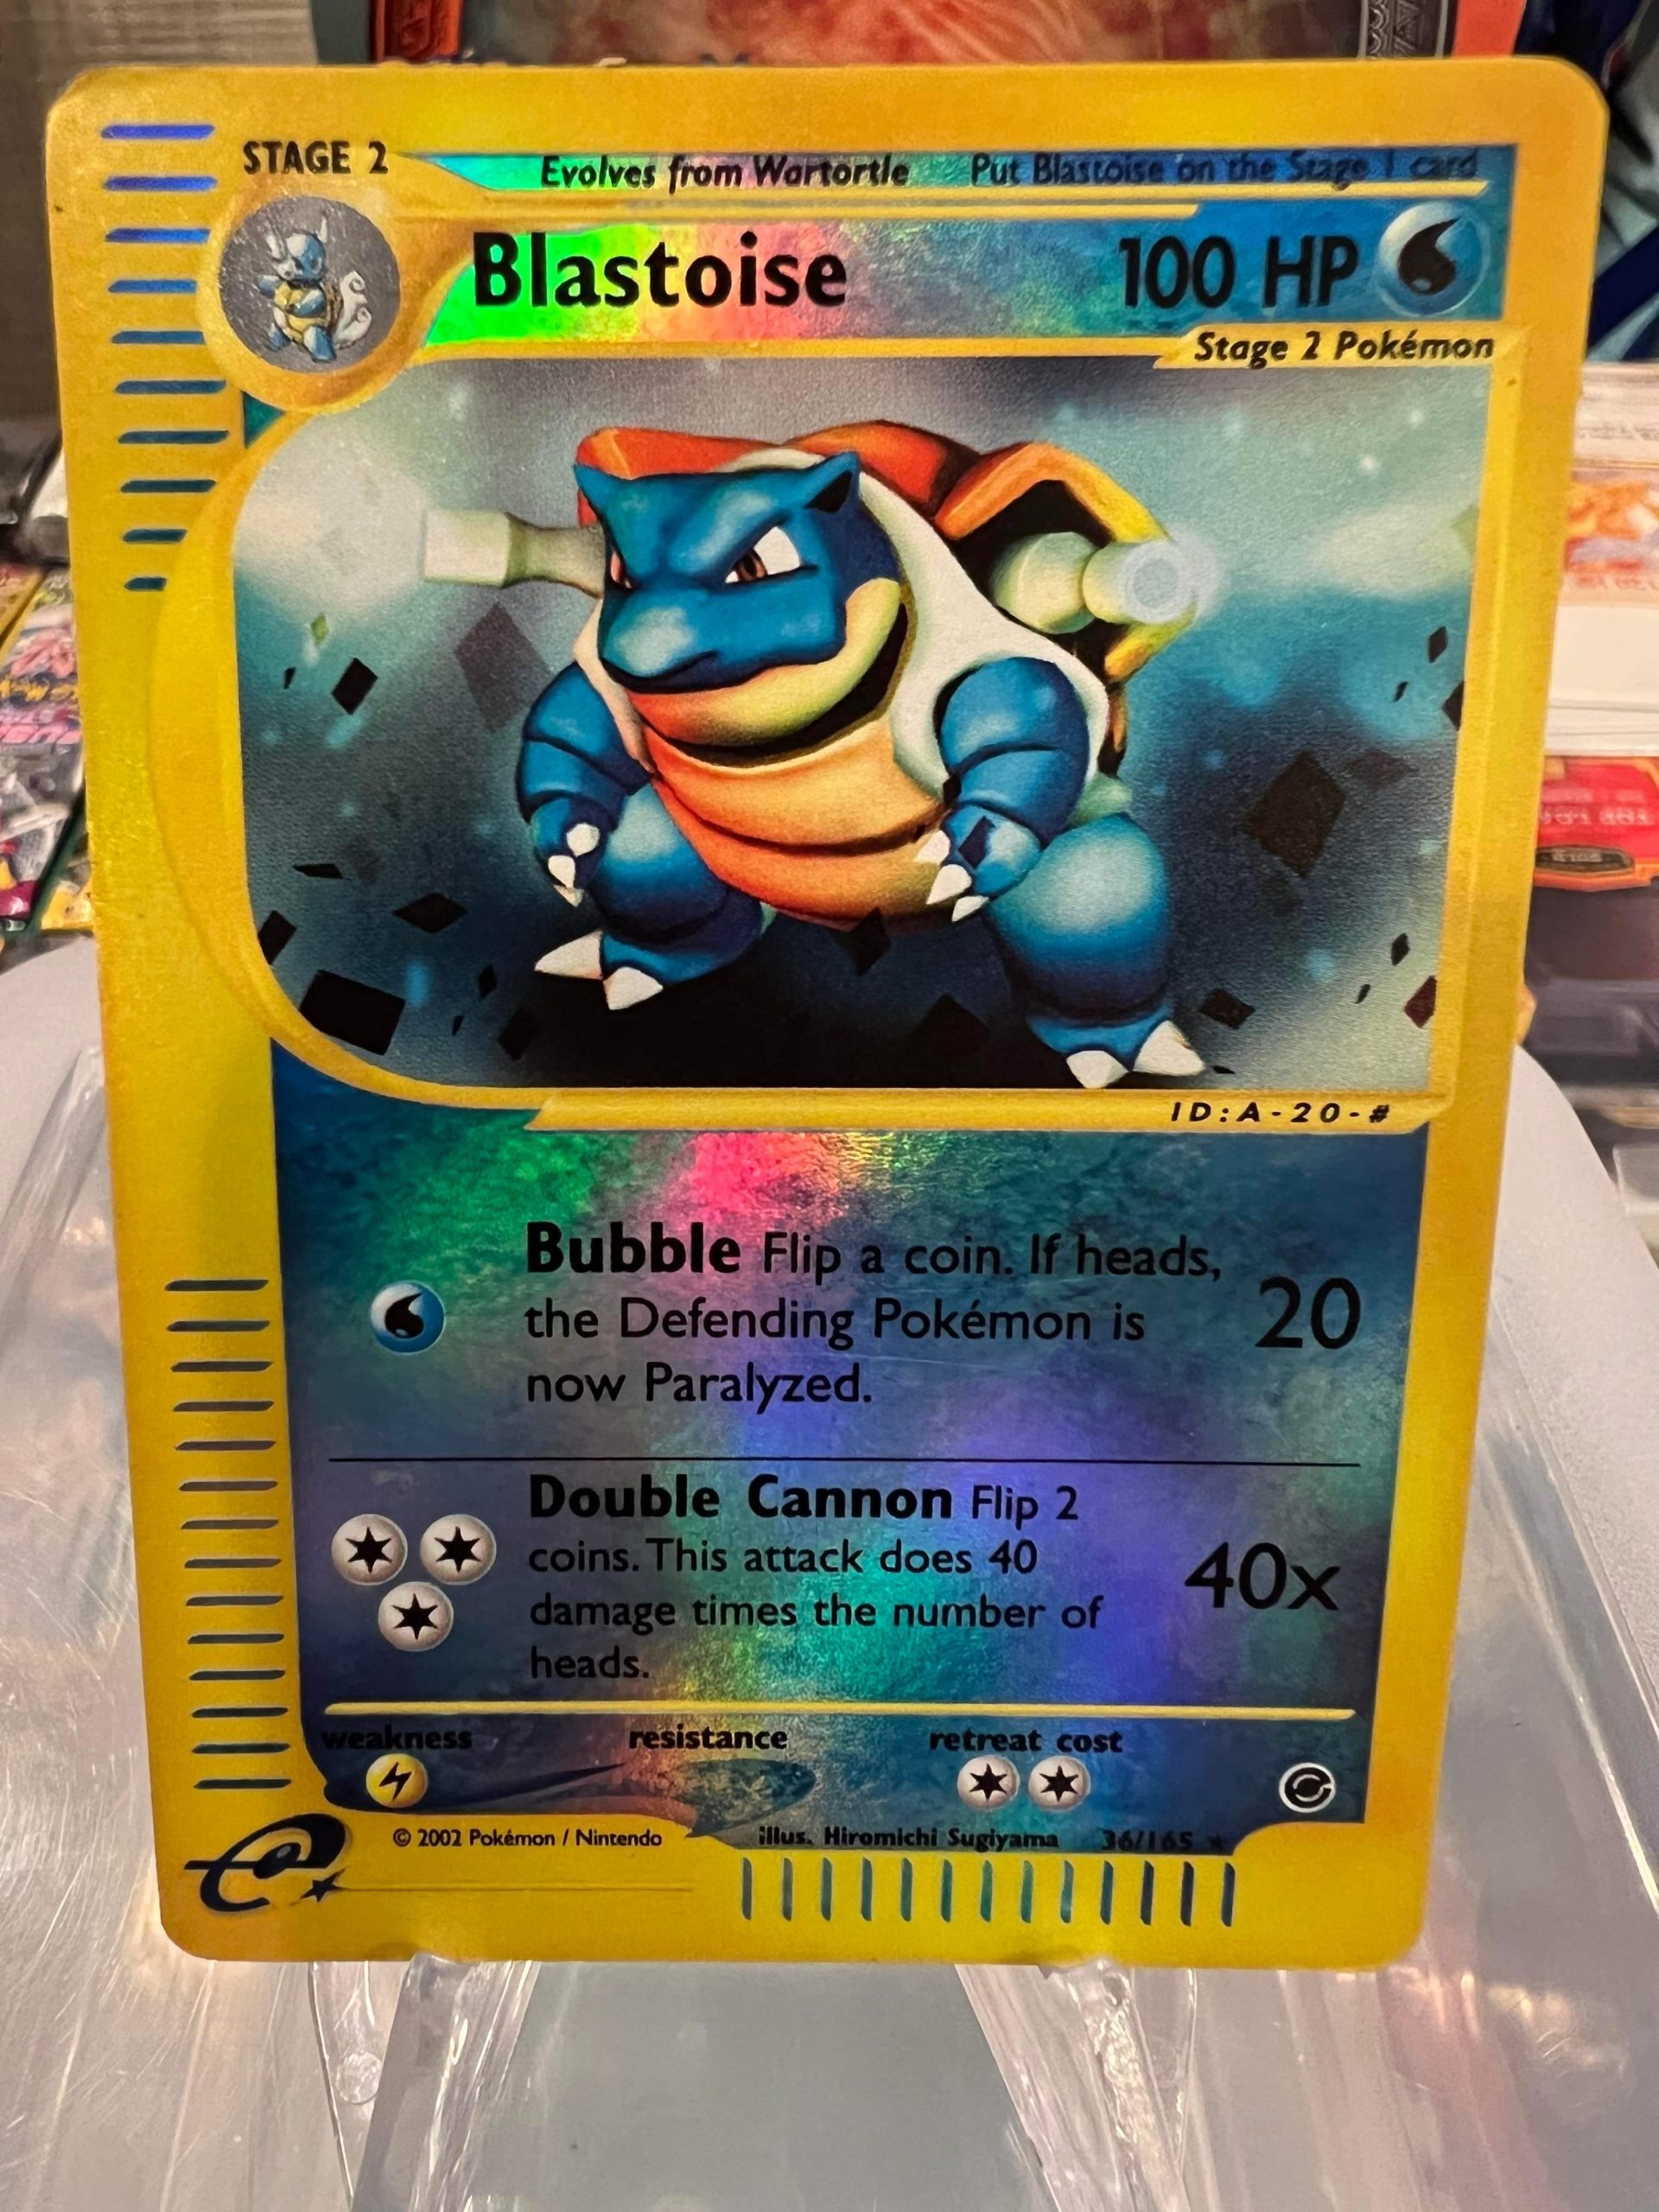 STAGE 2
Evolves from Wartortle Put Blastoise on the Stage 1 card
Blastoise 100 HP
Stage 2 Pokémon
ID:A-20-#
Bubble Flip a coin. If heads,
the Defending Pokémon is
now Paralyzed.
20
Double Cannon Flip 2
coins. This attack does 40
damage times the number of
heads.
40x
weakness resistance retreat cost
© 2002 Pokémon / Nintendo illus. Hiromichi Sugiyama 36/165 ★
e